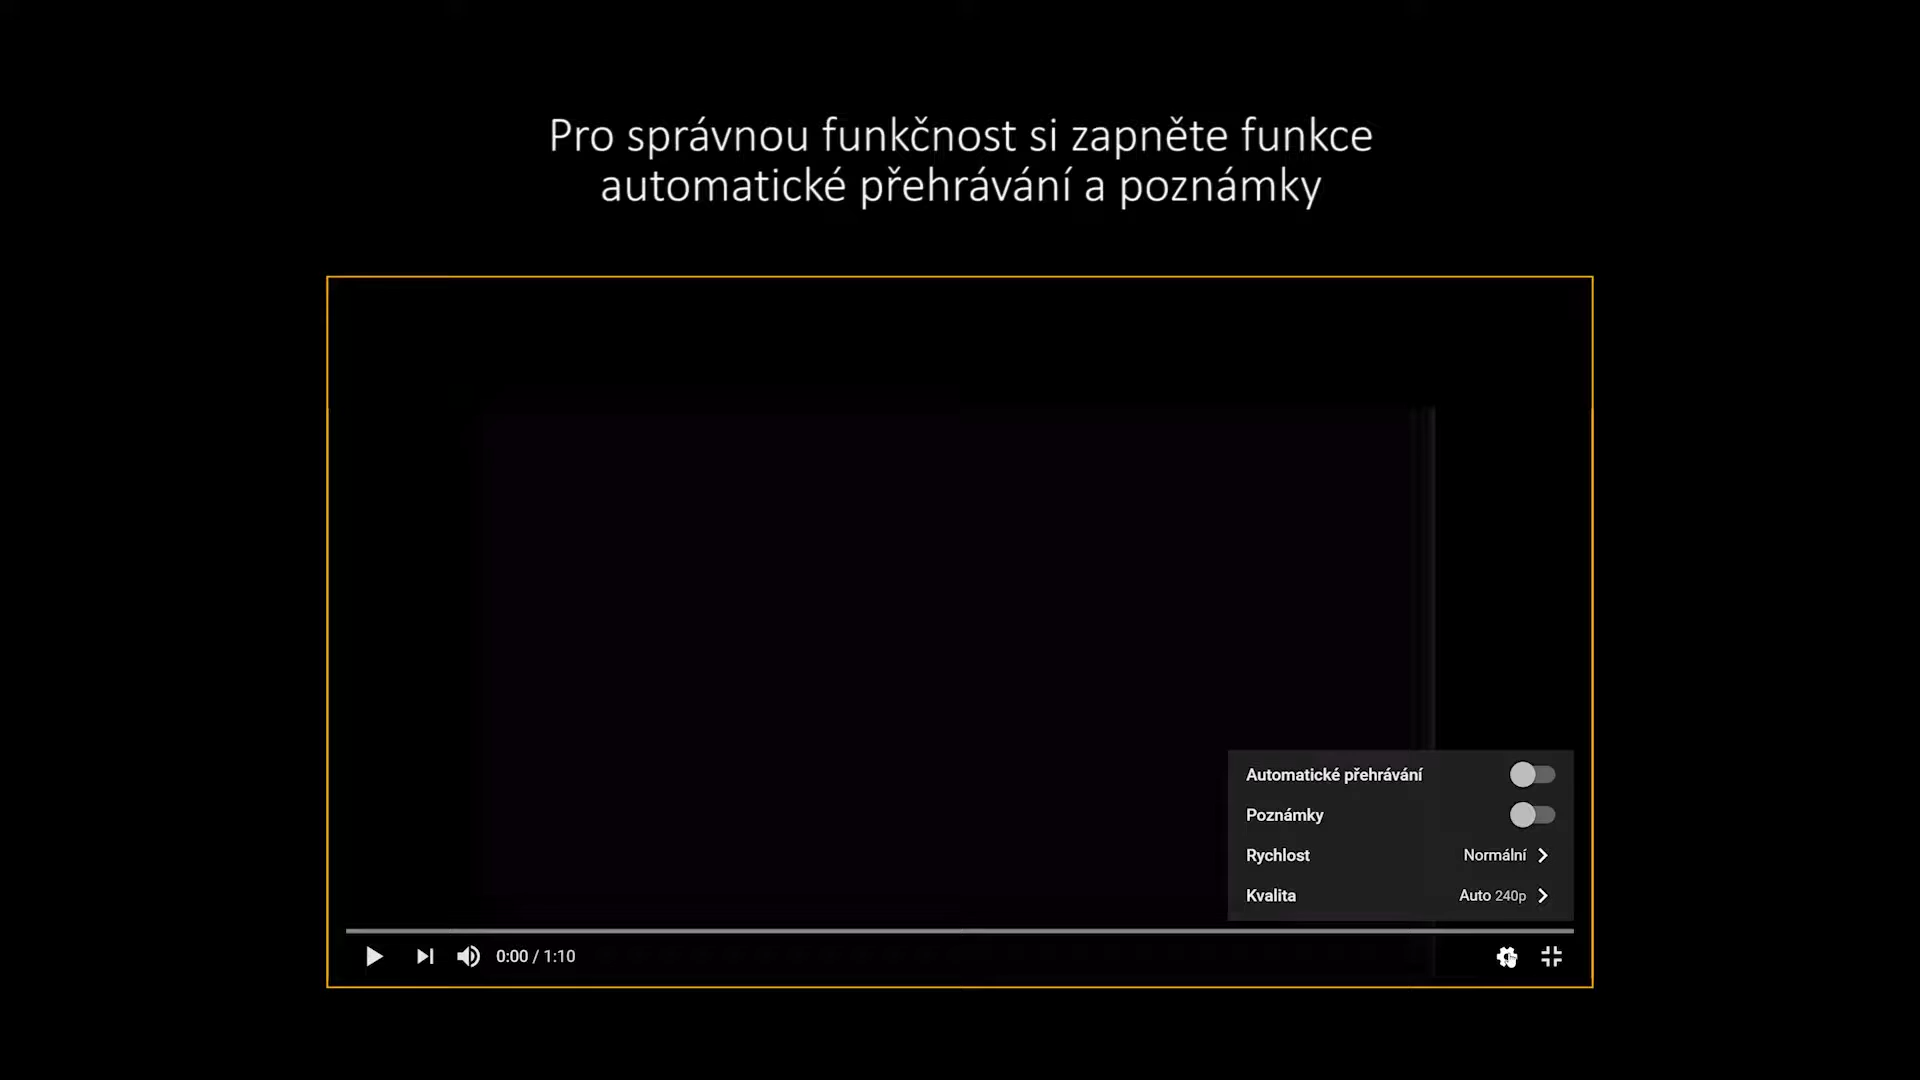 Pro správnou funkčnost si zapněte funkce
automatické přehrávání a poznámky
Automatické přehrávání
Poznámky
Rychlost Normální
Kvalita Auto 240p
0:00 / 1:10